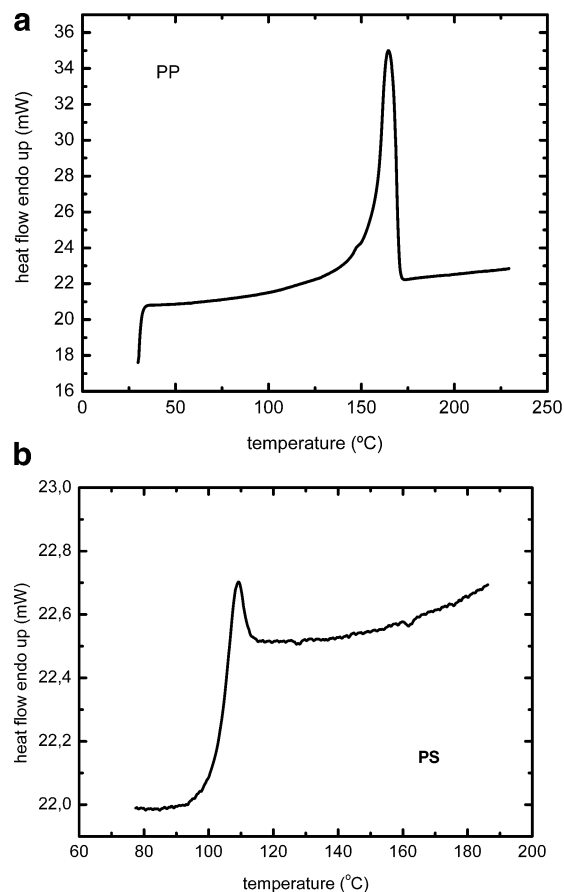 a
PP
heat flow endo up (mW)
36
34
32
30
28
26
24
22
20
18
16
0 50 100 150 200 250
temperature (ºC)
b
23,0
22,8
22,6
22,4
22,2
22,0
heat flow endo up (mW)
PS
60 80 100 120 140 160 180 200
temperature (°C)